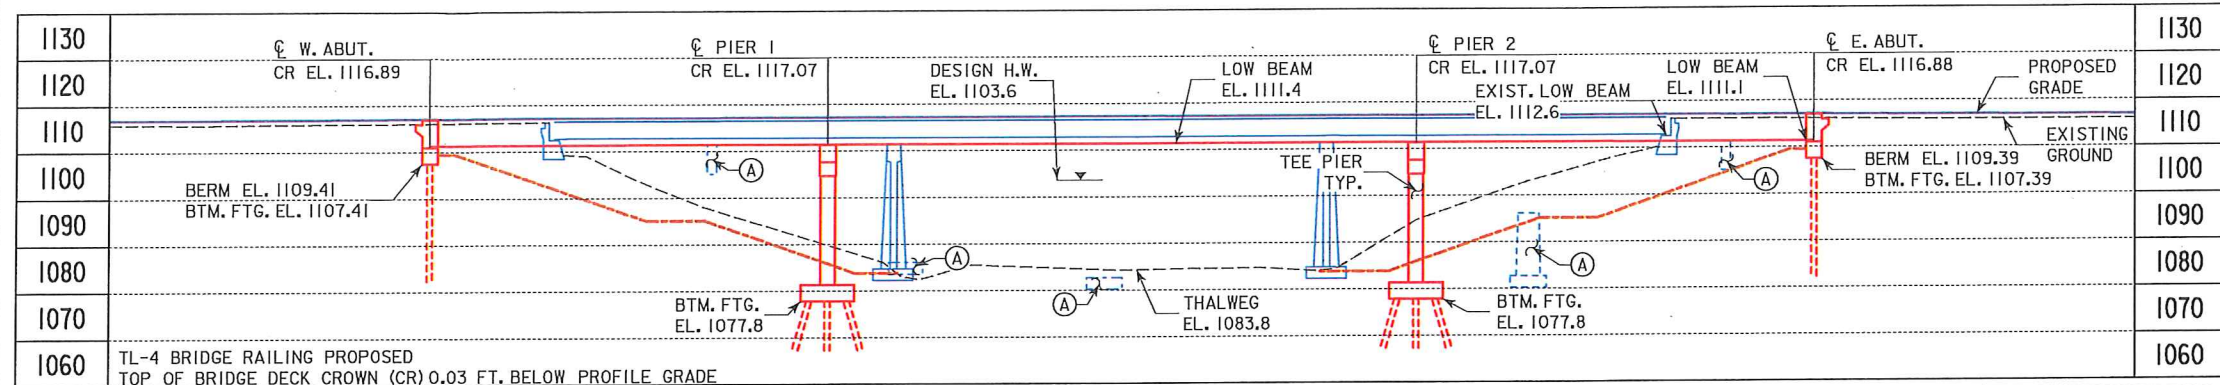 1130
1120
1110
1100
1090
1080
1070
1060
℄ W. ABUT.
CR EL. 1116.89
℄ PIER 1
CR EL. 1117.07
DESIGN H.W.
EL. 1103.6
LOW BEAM
EL. 1111.4
℄ PIER 2
CR EL. 1117.07
EXIST. LOW BEAM
EL. 1112.6
LOW BEAM
EL. 1111.1
℄ E. ABUT.
CR EL. 1116.88
PROPOSED
GRADE
EXISTING
GROUND
BERM EL. 1109.41
BTM. FTG. EL. 1107.41
A
TEE PIER
TYP.
A
BERM EL. 1109.39
BTM. FTG. EL. 1107.39
A
A
A
BTM. FTG.
EL. 1077.8
THALWEG
EL. 1083.8
BTM. FTG.
EL. 1077.8
TL-4 BRIDGE RAILING PROPOSED
TOP OF BRIDGE DECK CROWN (CR) 0.03 FT. BELOW PROFILE GRADE
1130
1120
1110
1100
1090
1080
1070
1060